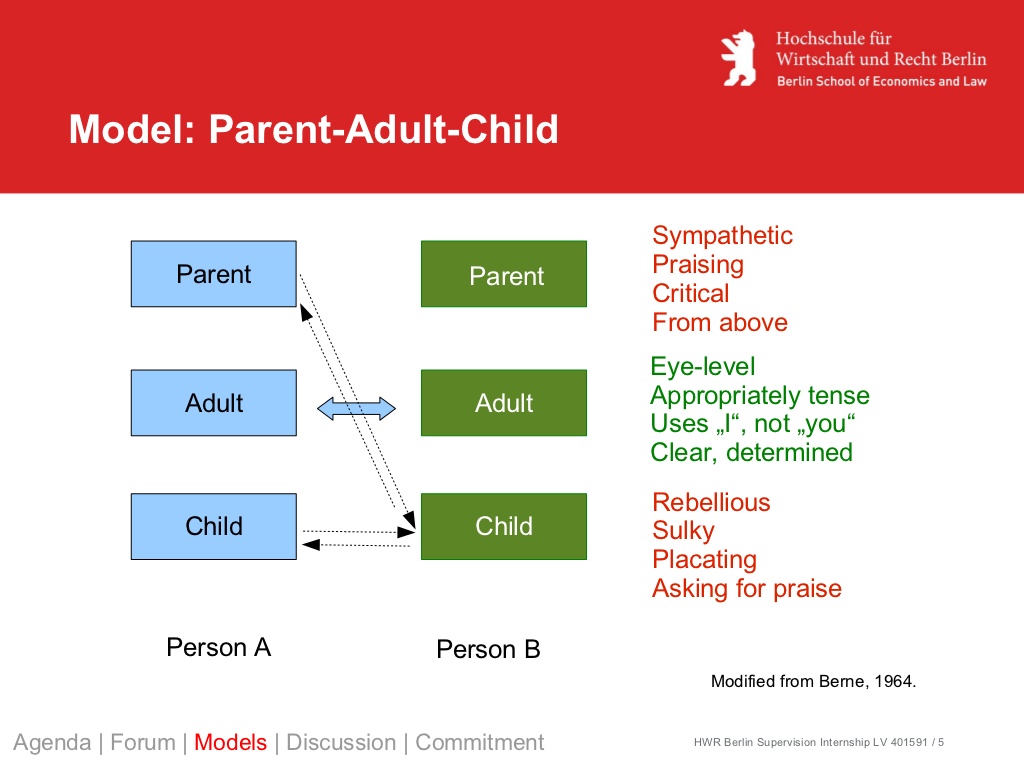 Hochschule für
Wirtschaft und Recht Berlin
Berlin School of Economics and Law
Model: Parent-Adult-Child
Parent
Parent
Sympathetic
Praising
Critical
From above
Adult
Adult
Eye-level
Appropriately tense
Uses „I“, not „you“
Clear, determined
Child
Child
Rebellious
Sulky
Placating
Asking for praise
Person A
Person B
Modified from Berne, 1964.
Agenda | Forum | Models | Discussion | Commitment
HWR Berlin Supervision Internship LV 401591 / 5